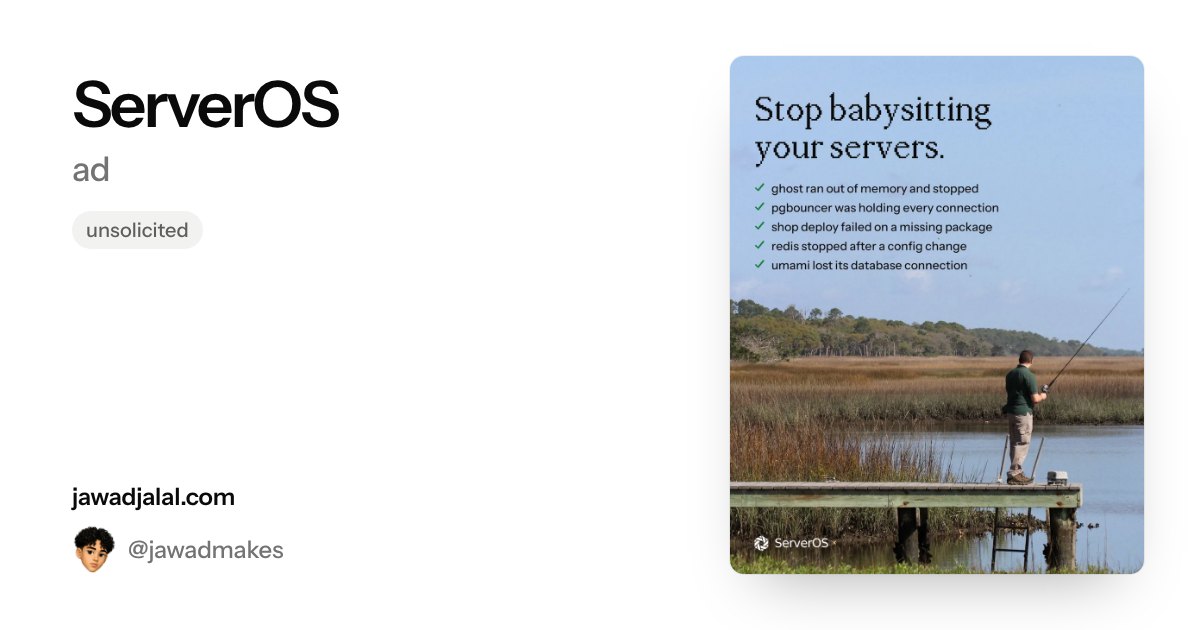 ServerOS
ad
unsolicited
jawadjalal.com
@jawadmakes
Stop babysitting
your servers.
ghost ran out of memory and stopped
pgbouncer was holding every connection
shop deploy failed on a missing package
redis stopped after a config change
umami lost its database connection
ServerOS